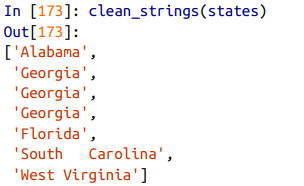 In [173]: clean_strings(states)
Out[173]:
['Alabama',
 'Georgia',
 'Georgia',
 'Georgia',
 'Florida',
 'South   Carolina',
 'West Virginia']